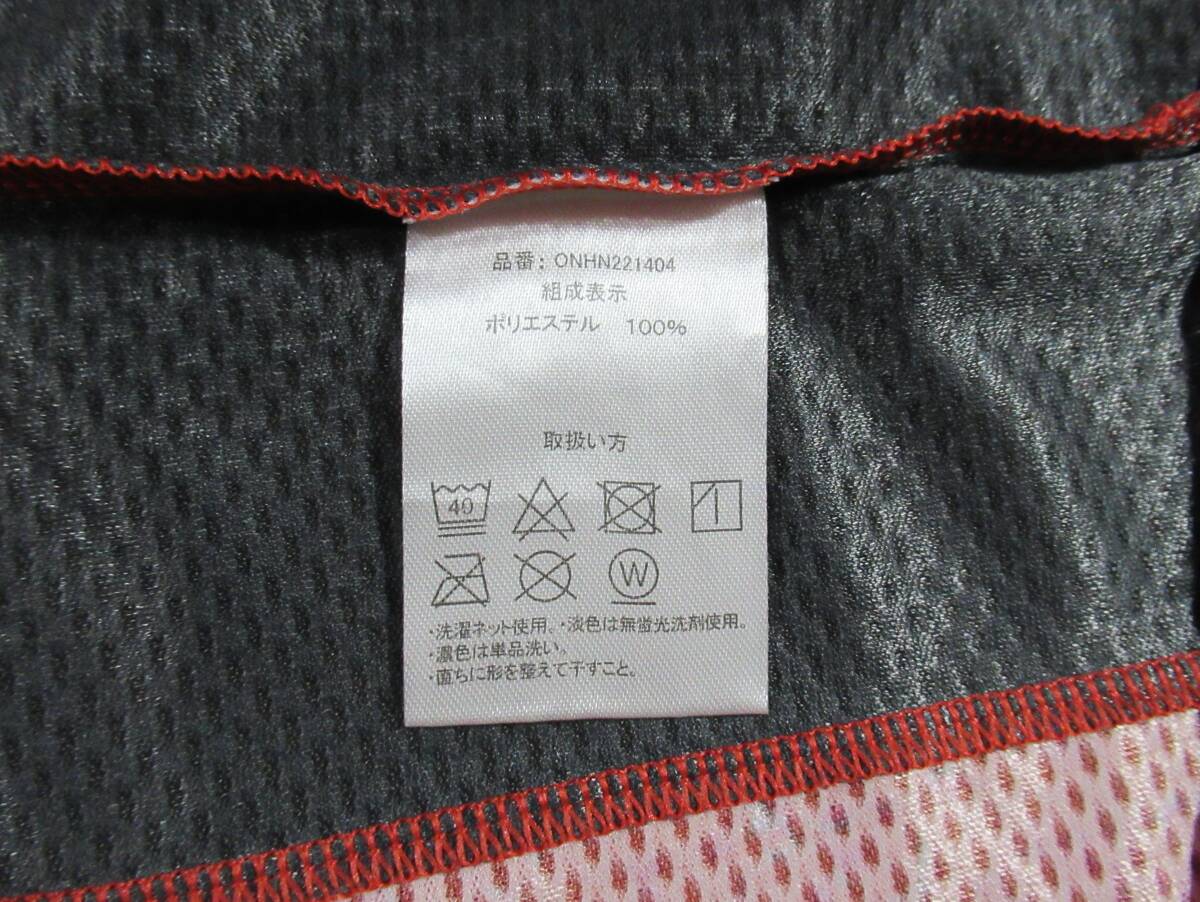 品番: ONHN221404
組成表示
ポリエステル 100%
取扱い方
40
W
・洗濯ネット使用。・淡色は無蛍光洗剤使用。
・濃色は単品洗い。
・直ちに形を整えて干すこと。